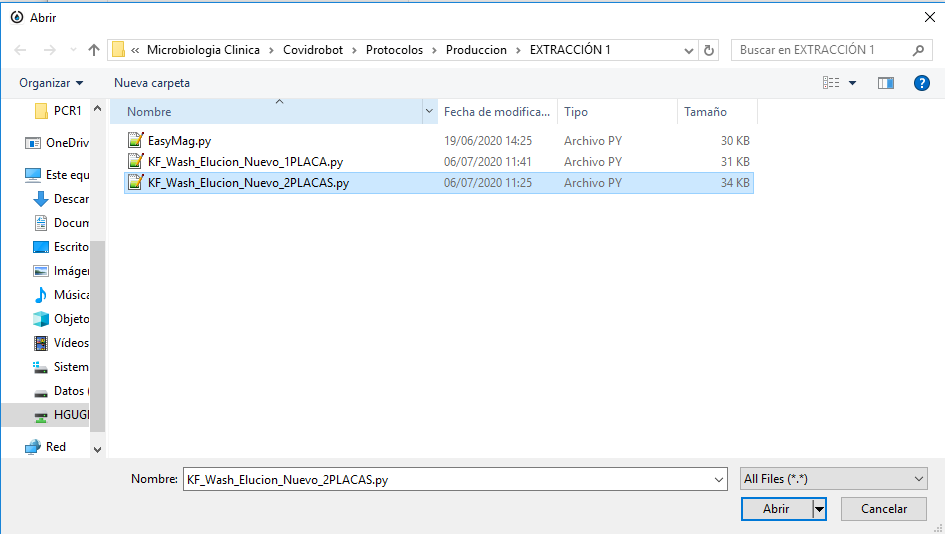 Abrir
« Microbiologia Clinica > Covidrobot > Protocolos > Produccion > EXTRACCIÓN 1
Buscar en EXTRACCIÓN 1
Organizar
Nueva carpeta
PCR1
OneDriv
Este equ
Descar
Docum
Escrito
Imáger
Música
Objeto
Vídeos
Sistem
Datos (
HGUGI
Red
Nombre Fecha de modifica... Tipo Tamaño
EasyMag.py 19/06/2020 14:25 Archivo PY 30 KB
KF_Wash_Elucion_Nuevo_1PLACA.py 06/07/2020 11:41 Archivo PY 31 KB
KF_Wash_Elucion_Nuevo_2PLACAS.py 06/07/2020 11:25 Archivo PY 34 KB
Nombre: KF_Wash_Elucion_Nuevo_2PLACAS.py
All Files (*.*)
Abrir
Cancelar